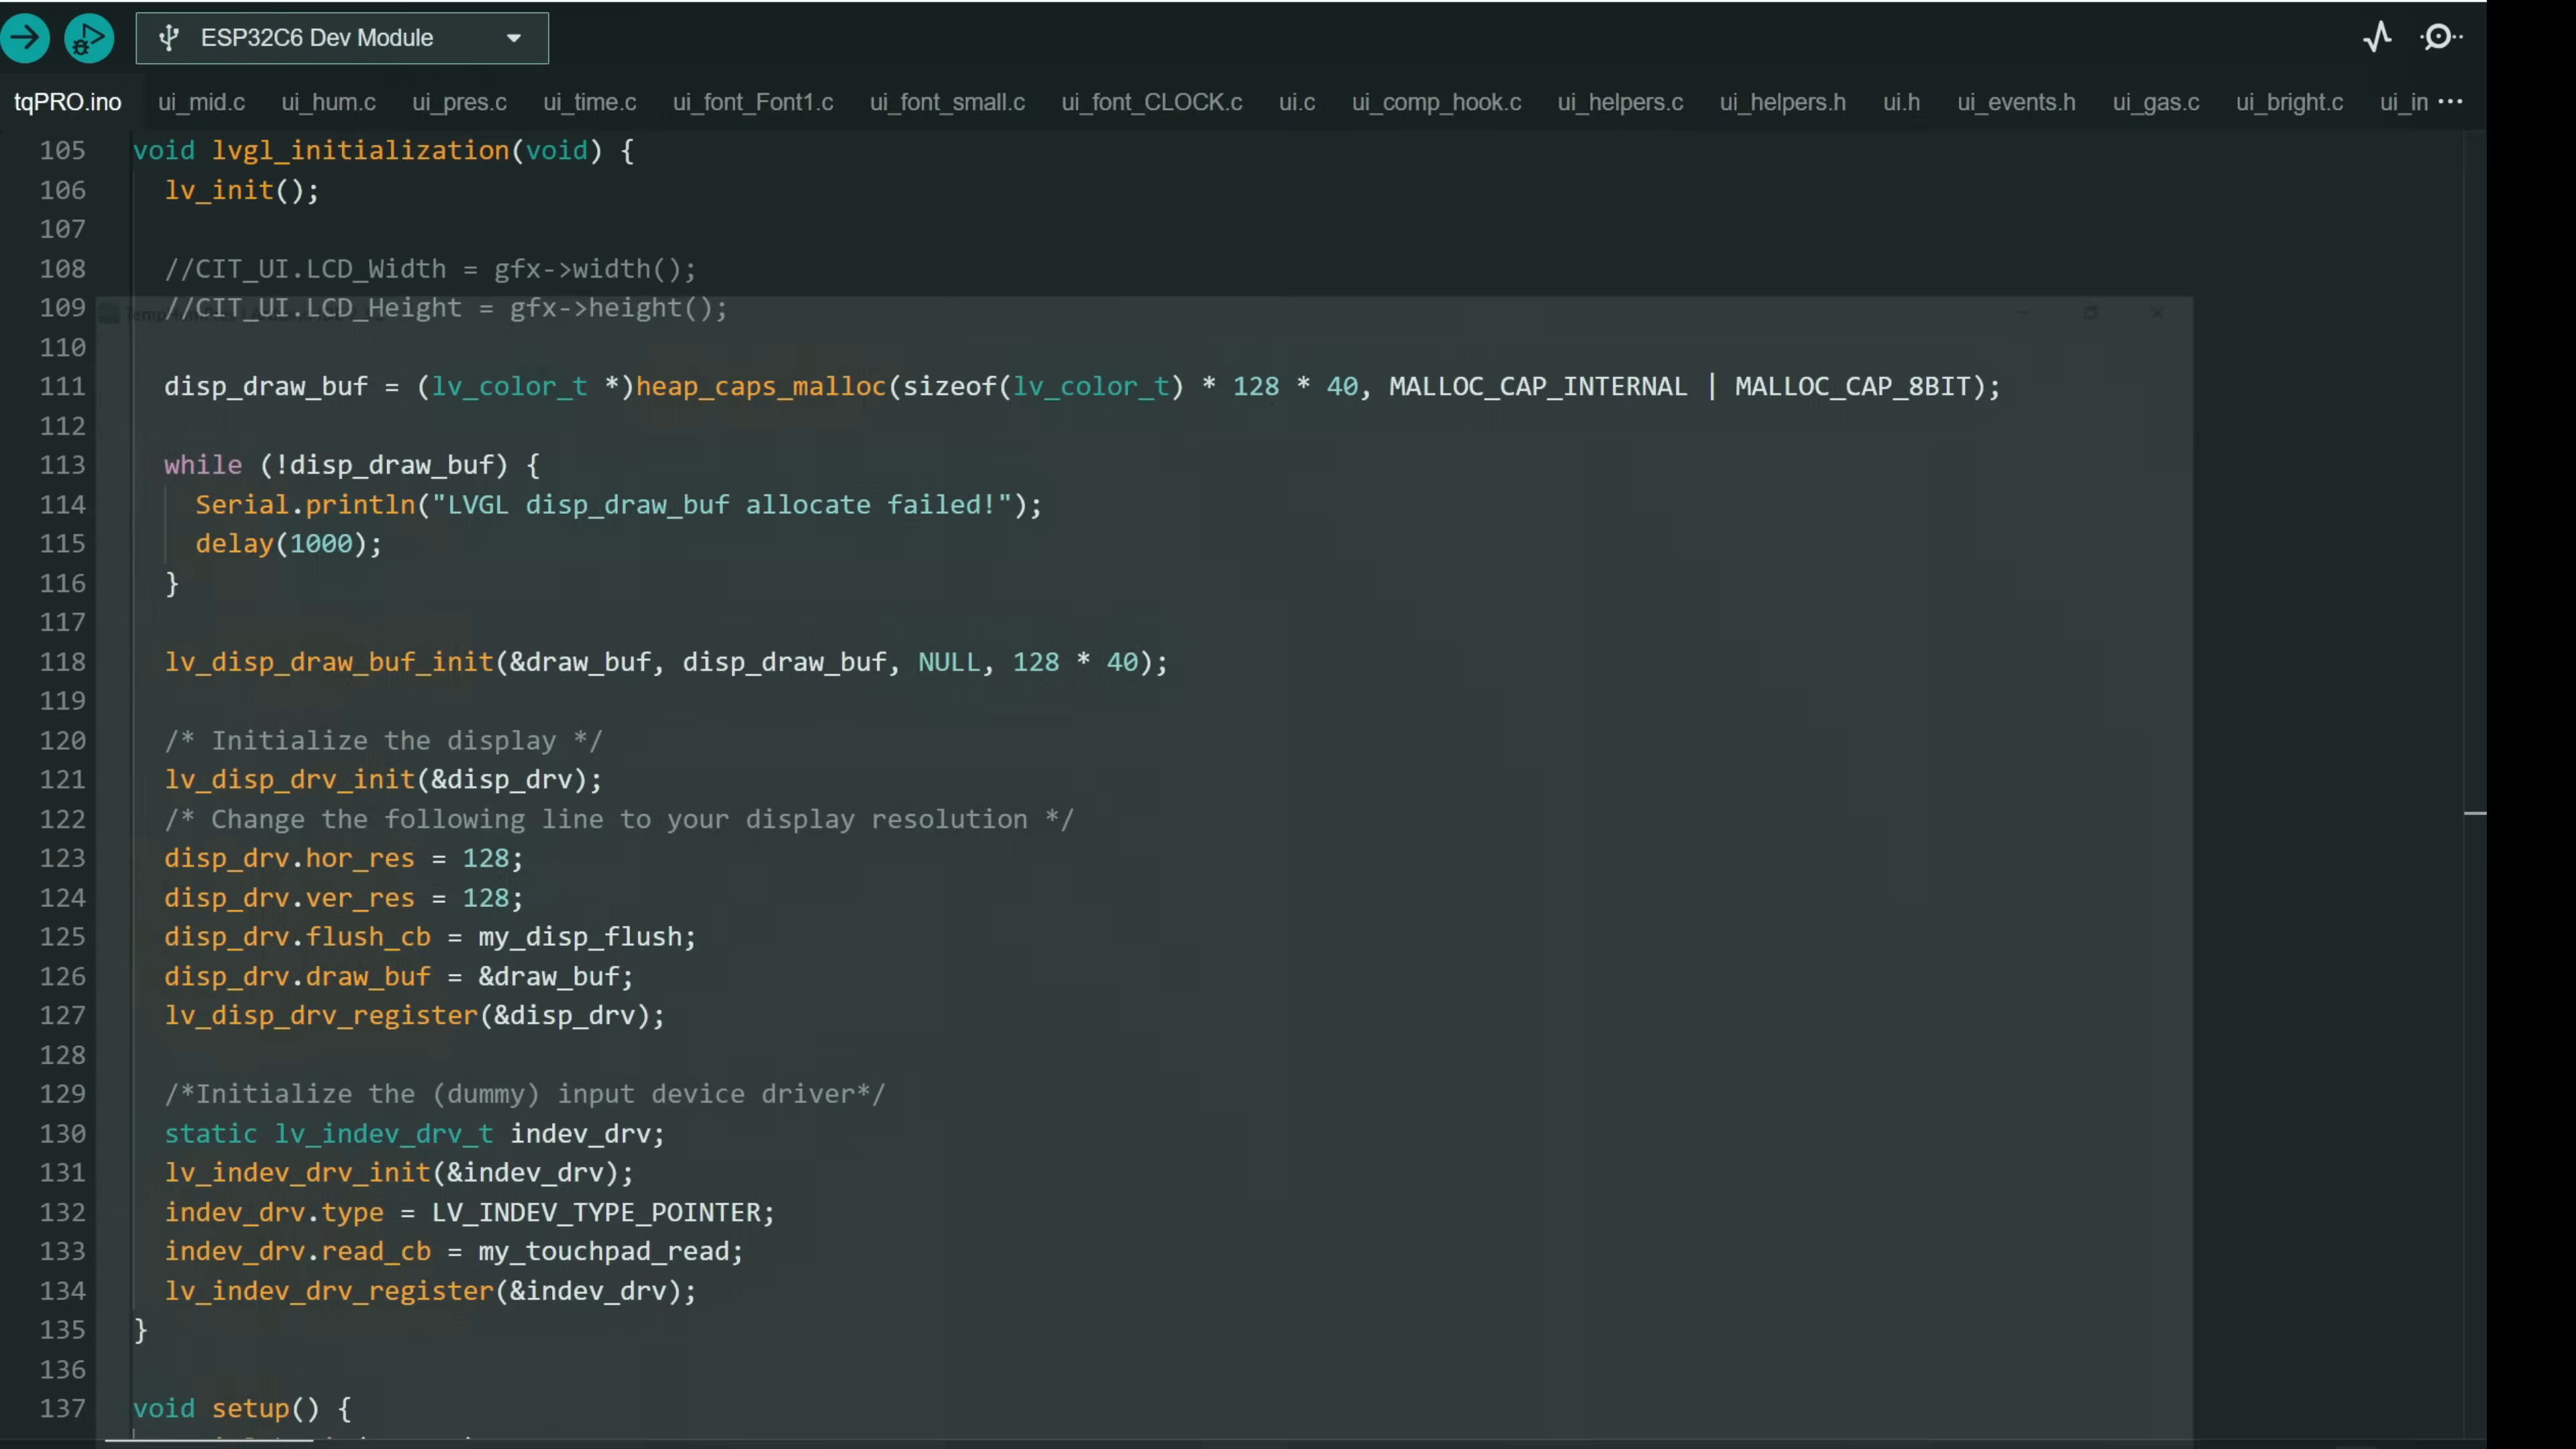 ESP32C6 Dev Module
tqPRO.ino ui_mid.c ui_hum.c ui_pres.c ui_time.c ui_font_Font1.c ui_font_small.c ui_font_CLOCK.c ui.c ui_comp_hook.c ui_helpers.c ui_helpers.h ui.h ui_events.h ui_gas.c ui_bright.c ui_in ···
105 void lvgl_initialization(void) {
106 lv_init();
107
108 //CIT_UI.LCD_Width = gfx->width();
109 //CIT_UI.LCD_Height = gfx->height();
110
111 disp_draw_buf = (lv_color_t *)heap_caps_malloc(sizeof(lv_color_t) * 128 * 40, MALLOC_CAP_INTERNAL | MALLOC_CAP_8BIT);
112
113 while (!disp_draw_buf) {
114 Serial.println("LVGL disp_draw_buf allocate failed!");
115 delay(1000);
116 }
117
118 lv_disp_draw_buf_init(&draw_buf, disp_draw_buf, NULL, 128 * 40);
119
120 /* Initialize the display */
121 lv_disp_drv_init(&disp_drv);
122 /* Change the following line to your display resolution */
123 disp_drv.hor_res = 128;
124 disp_drv.ver_res = 128;
125 disp_drv.flush_cb = my_disp_flush;
126 disp_drv.draw_buf = &draw_buf;
127 lv_disp_drv_register(&disp_drv);
128
129 /*Initialize the (dummy) input device driver*/
130 static lv_indev_drv_t indev_drv;
131 lv_indev_drv_init(&indev_drv);
132 indev_drv.type = LV_INDEV_TYPE_POINTER;
133 indev_drv.read_cb = my_touchpad_read;
134 lv_indev_drv_register(&indev_drv);
135 }
136
137 void setup() {